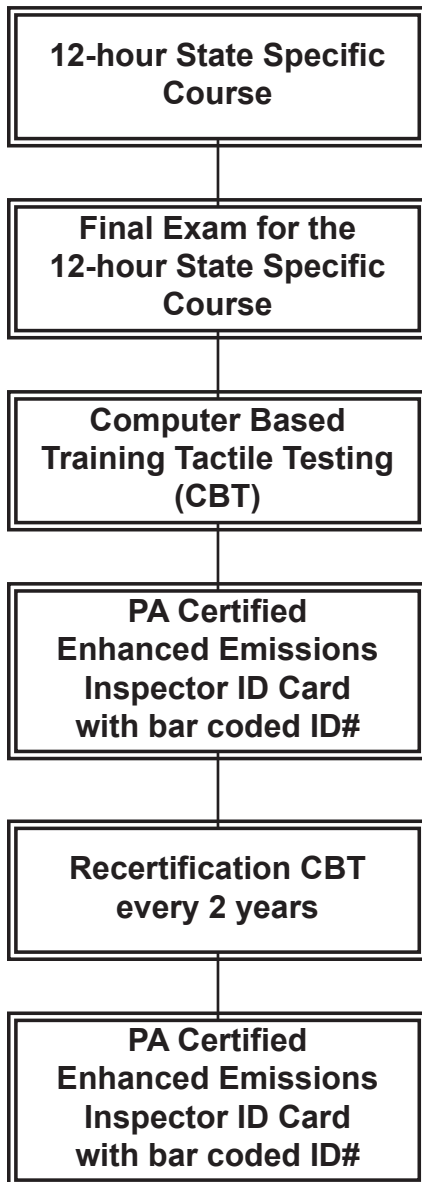 12-hour State Specific
Course
Final Exam for the
12-hour State Specific
Course
Computer Based
Training Tactile Testing
(CBT)
PA Certified
Enhanced Emissions
Inspector ID Card
with bar coded ID#
Recertification CBT
every 2 years
PA Certified
Enhanced Emissions
Inspector ID Card
with bar coded ID#